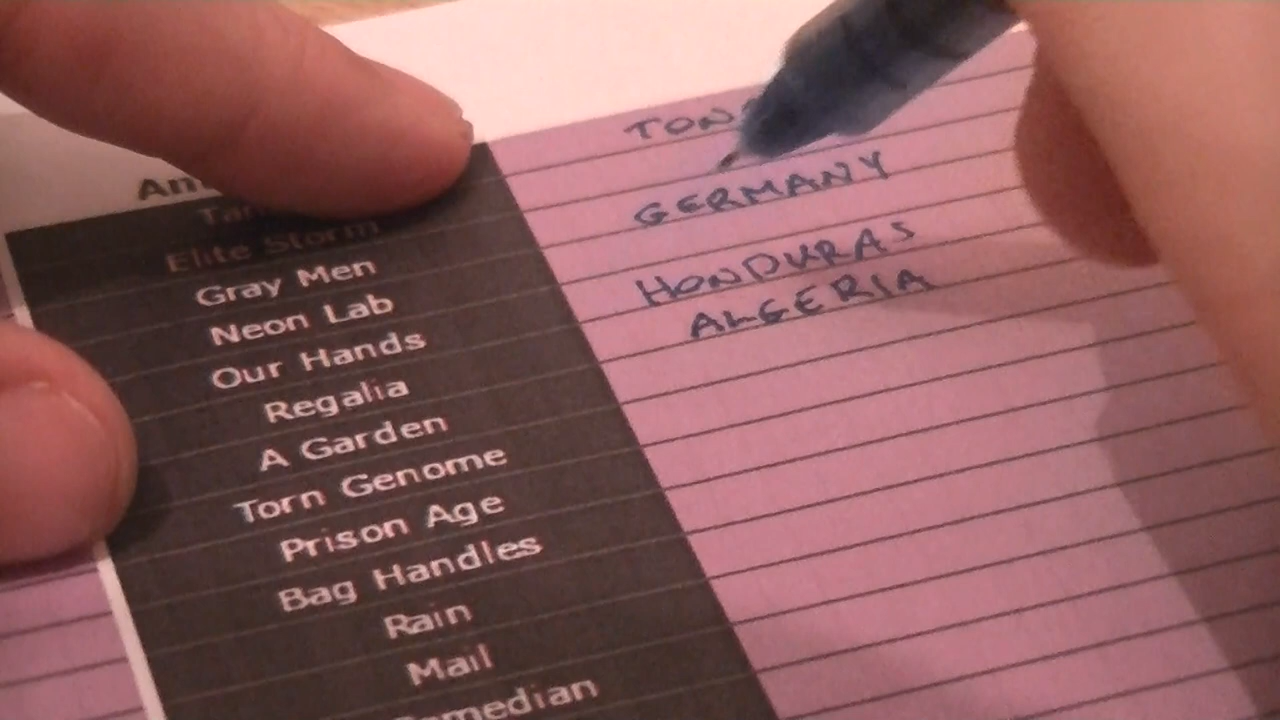 TON
Elite Storm
GERMANY
Gray Men
Neon Lab
HONDURAS
Our Hands
ALGERIA
Regalia
A Garden
Torn Genome
Prison Age
Bag Handles
Rain
Mail